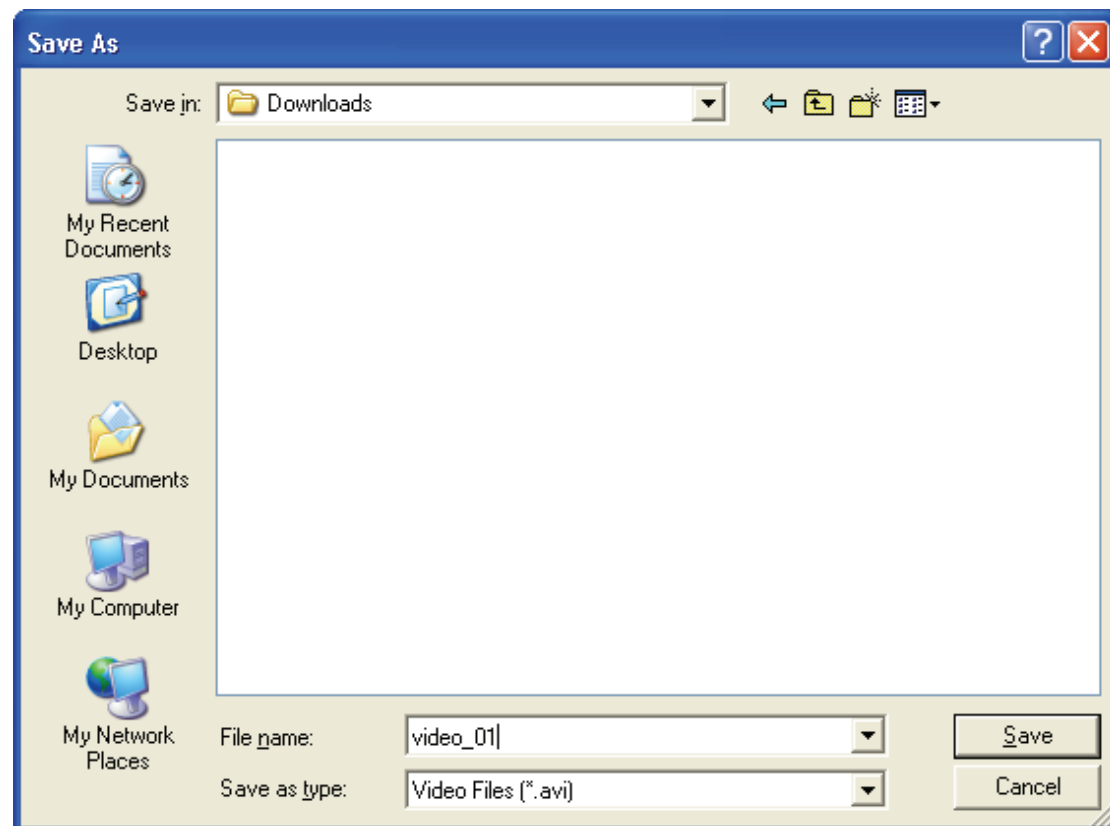 Save As
Save in: Downloads
My Recent
Documents
Desktop
My Documents
My Computer
My Network
Places
File name: video_01
Save
Save as type: Video Files (*.avi)
Cancel